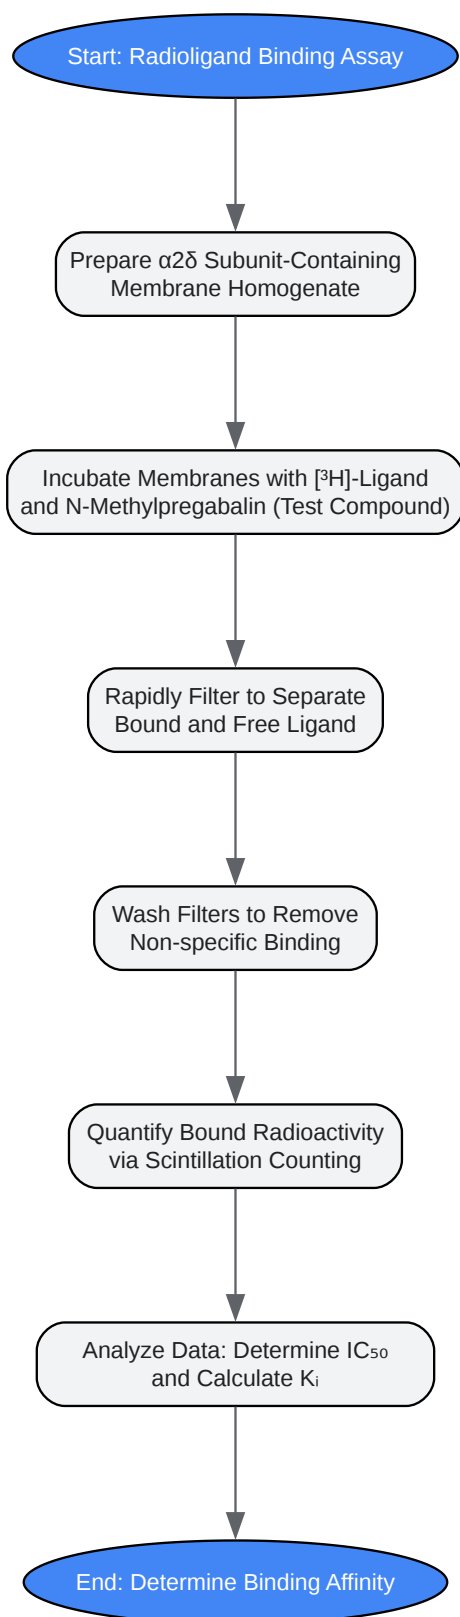 Start: Radioligand Binding Assay
Prepare α2δ Subunit-Containing
Membrane Homogenate
Incubate Membranes with [³H]-Ligand
and N-Methylpregabalin (Test Compound)
Rapidly Filter to Separate
Bound and Free Ligand
Wash Filters to Remove
Non-specific Binding
Quantify Bound Radioactivity
via Scintillation Counting
Analyze Data: Determine IC₅₀
and Calculate Kᵢ
End: Determine Binding Affinity